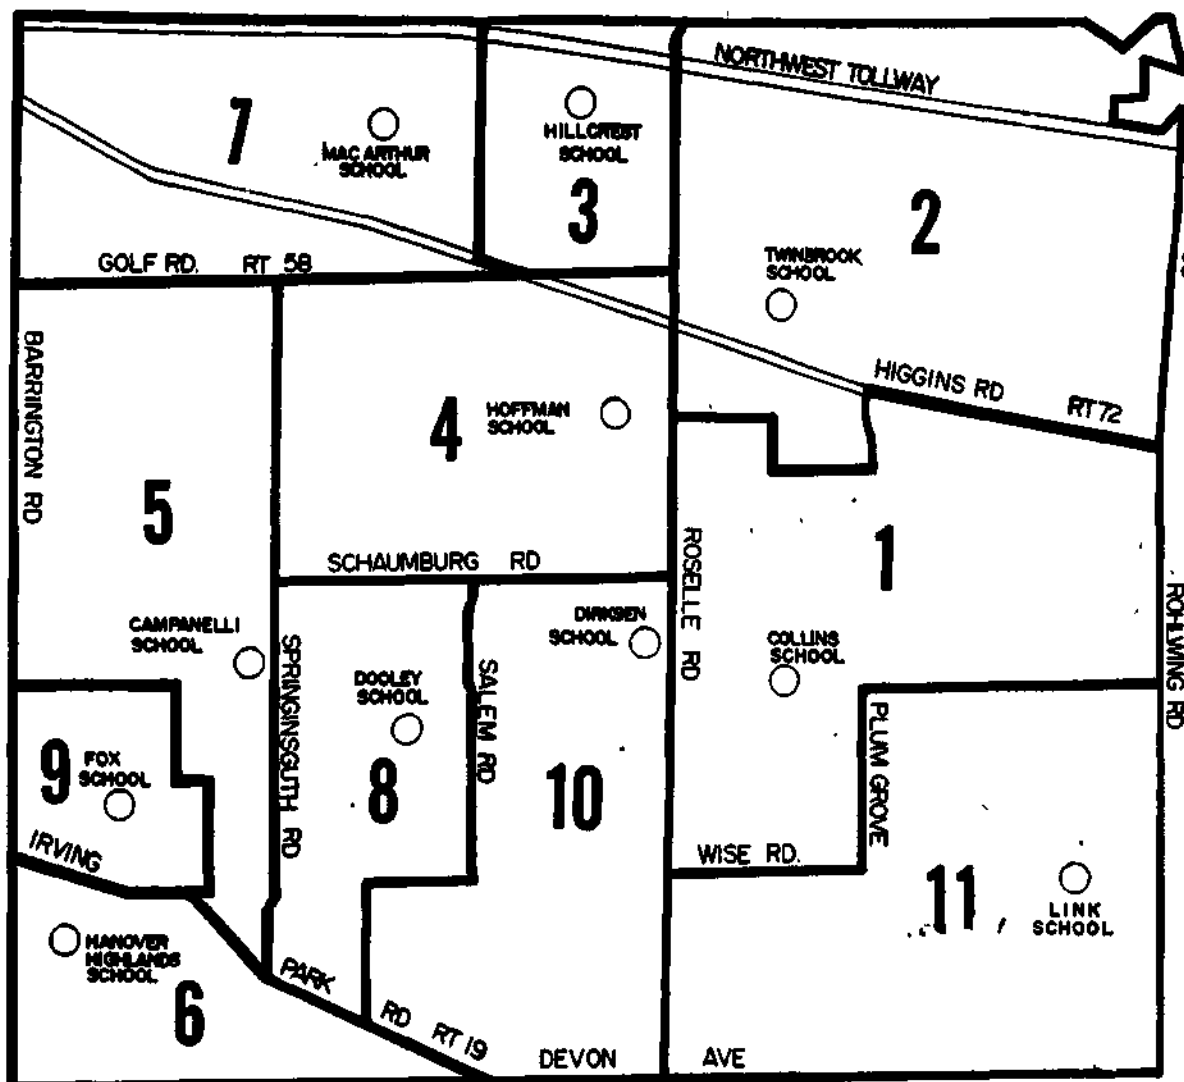 NORTHWEST TOLLWAY
7
MAC ARTHUR
SCHOOL
HILLCREST
SCHOOL
3
2
TWINBROOK
SCHOOL
GOLF RD. RT 58
BARRINGTON RD
HIGGINS RD RT 72
4
HOFFMAN
SCHOOL
5
SCHAUMBURG RD
ROSELLE RD
1
ROHLWING RD
CAMPANELLI
SCHOOL
SPRINGINSGUTH RD
DOOLEY
SCHOOL
SALEM RD
DIRKSEN
SCHOOL
COLLINS
SCHOOL
PLUM GROVE
9
FOX
SCHOOL
8
10
IRVING
WISE RD.
11
LINK
SCHOOL
HANOVER
HIGHLANDS
SCHOOL
6
PARK
RD RT 19
DEVON AVE